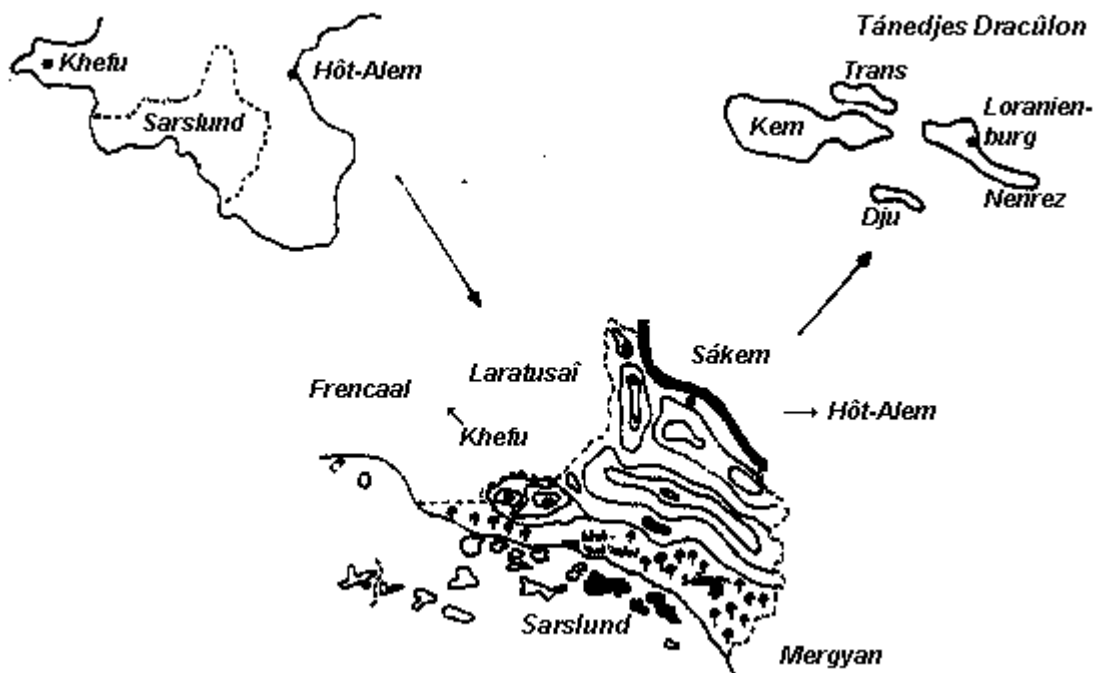 Tánedjes Dracûlon
Khefu
Hôt-Alem
Sarslund
Trans
Kem
Loranien-
burg
Nenrez
Dju
Sákem
Laratusaî
Frencaal
Hôt-Alem
Khefu
Sarslund
Mergyan